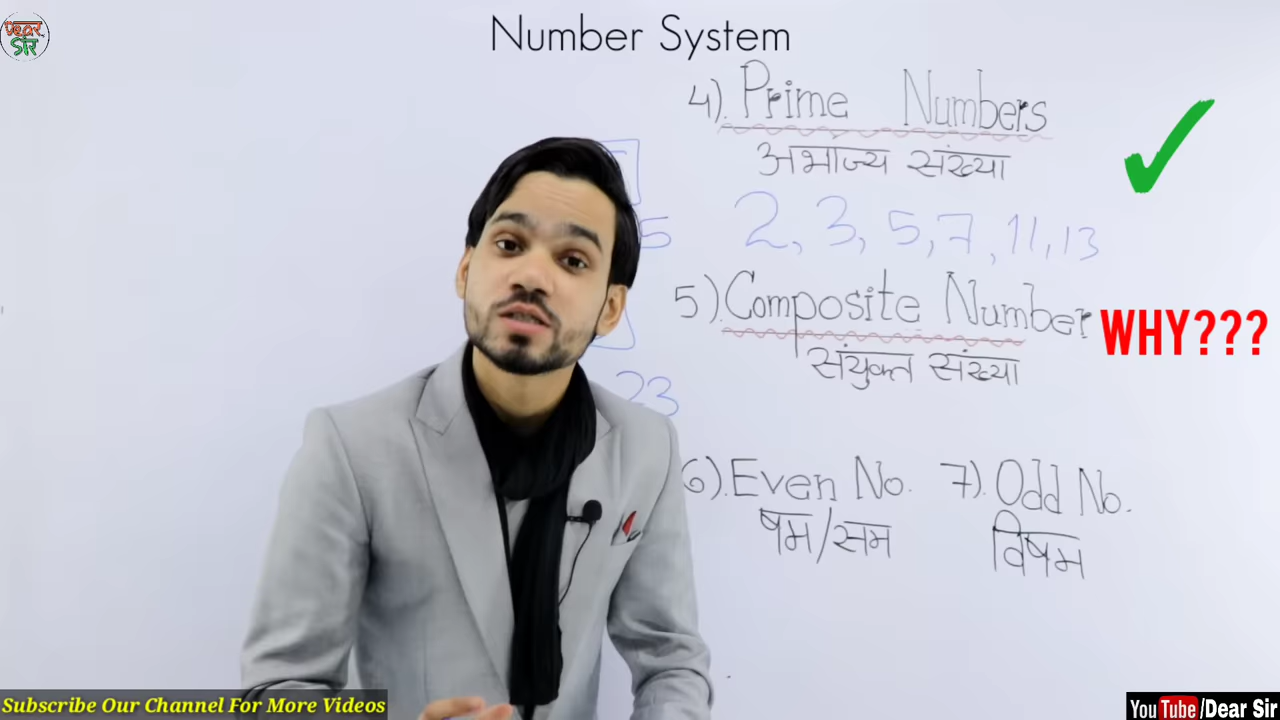 Dear Sir
Number System
4). Prime Numbers
अभाज्य संख्या
2, 3, 5, 7, 11, 13
5). Composite Number
WHY???
संयुक्त संख्या
23
6). Even No. 7). Odd No.
षम/सम विषम
Subscribe Our Channel For More Videos
YouTube/Dear Sir